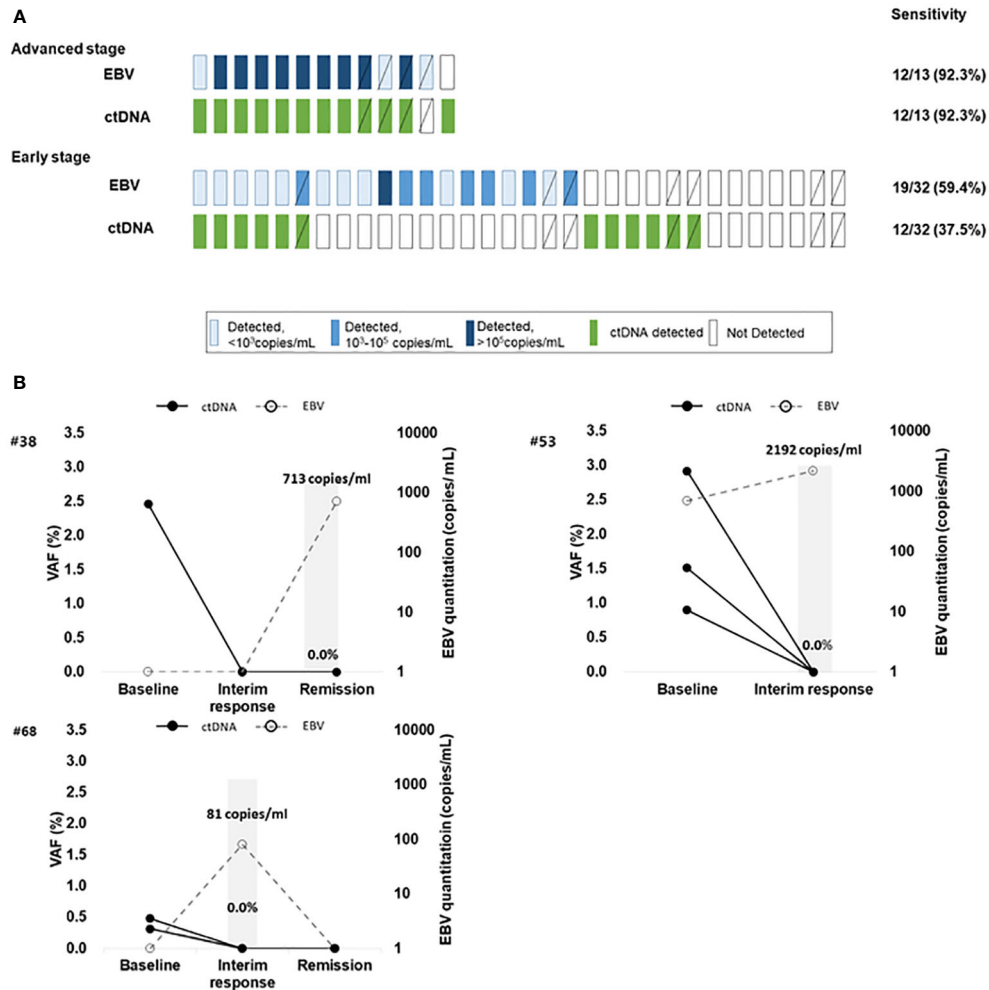 A
Sensitivity
Advanced stage
EBV
12/13 (92.3%)
ctDNA
12/13 (92.3%)
Early stage
EBV
19/32 (59.4%)
ctDNA
12/32 (37.5%)
Detected,
<10³copies/mL
Detected,
10³-10⁵ copies/mL
Detected,
>10⁵copies/mL
ctDNA detected
Not Detected
B
ctDNA EBV
#38
3.5
3.0
2.5
2.0
1.5
1.0
0.5
0.0
VAF (%)
713 copies/ml
0.0%
10000
1000
100
10
1
EBV quantitation (copies/mL)
Baseline Interim Remission
response
ctDNA EBV
#53
3.5
3.0
2.5
2.0
1.5
1.0
0.5
0.0
VAF (%)
2192 copies/ml
0.0%
10000
1000
100
10
1
EBV quantitation (copies/mL)
Baseline Interim response
ctDNA EBV
#68
3.5
3.0
2.5
2.0
1.5
1.0
0.5
0.0
VAF (%)
81 copies/ml
0.0%
10000
1000
100
10
1
EBV quantitatioin (copies/mL)
Baseline Interim Remission
response